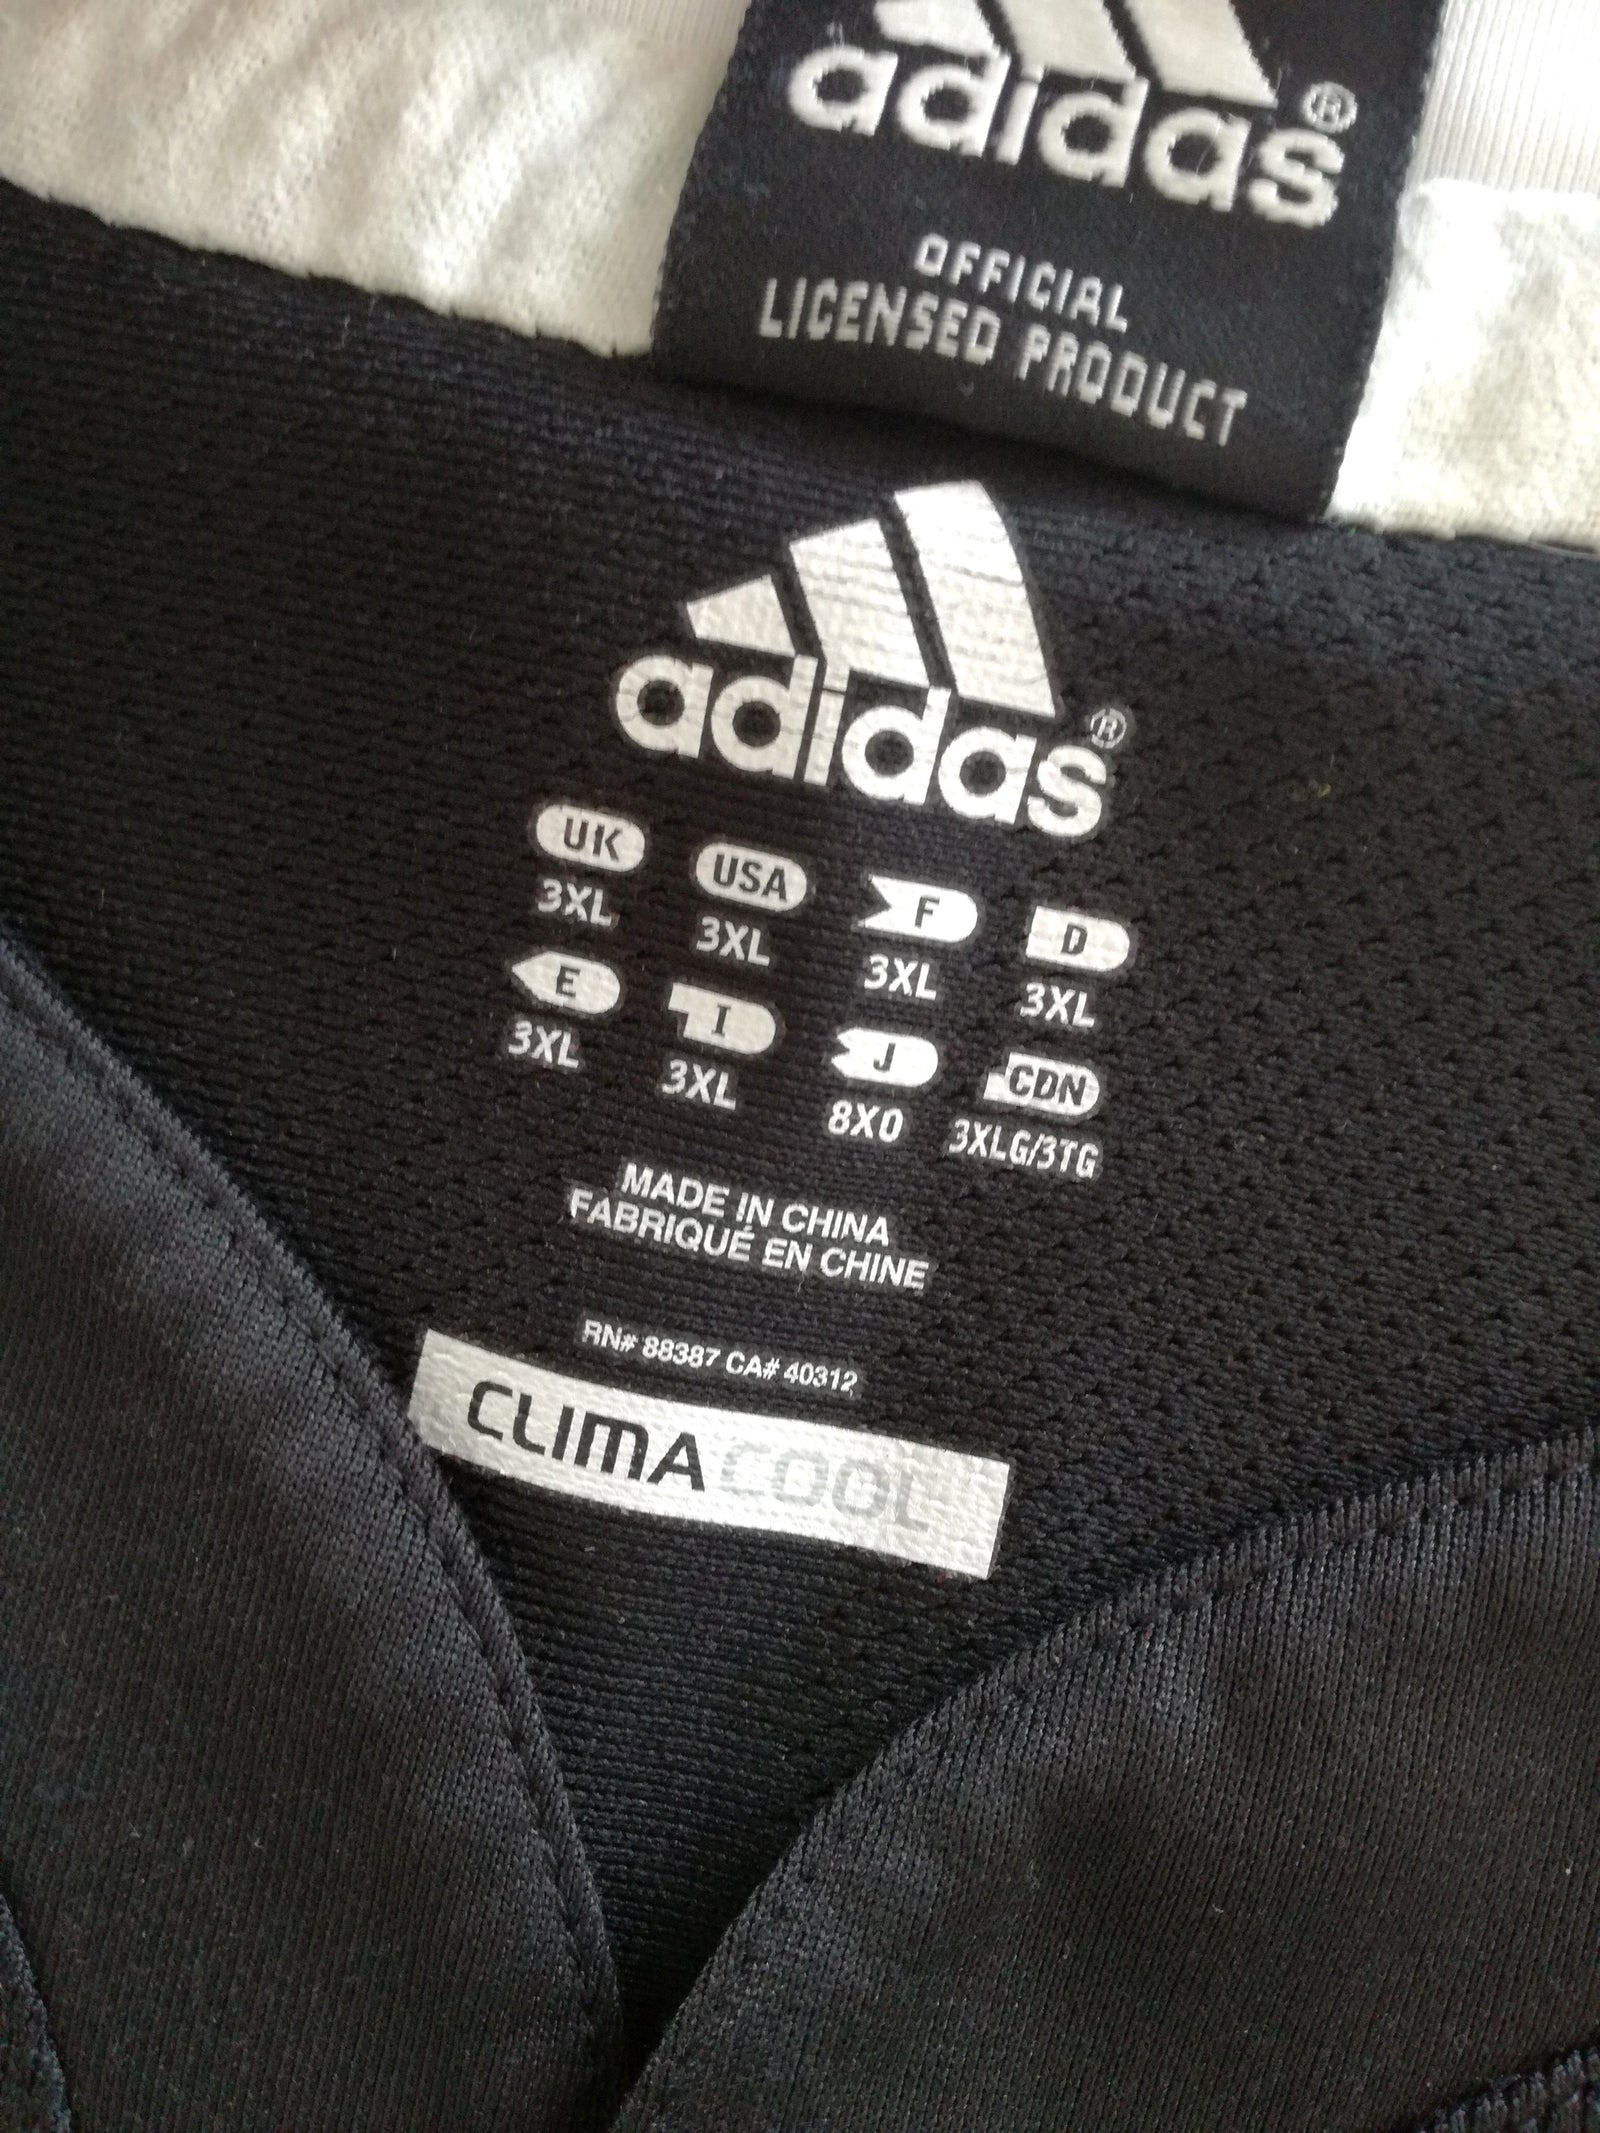 adidas®
OFFICIAL
LICENSED PRODUCT
adidas®
UK USA F D
3XL 3XL 3XL 3XL
E I J CDN
3XL 3XL 8XO 3XLG/3TG
MADE IN CHINA
FABRIQUÉ EN CHINE
RN# 88387 CA# 40312
CLIMACOOL